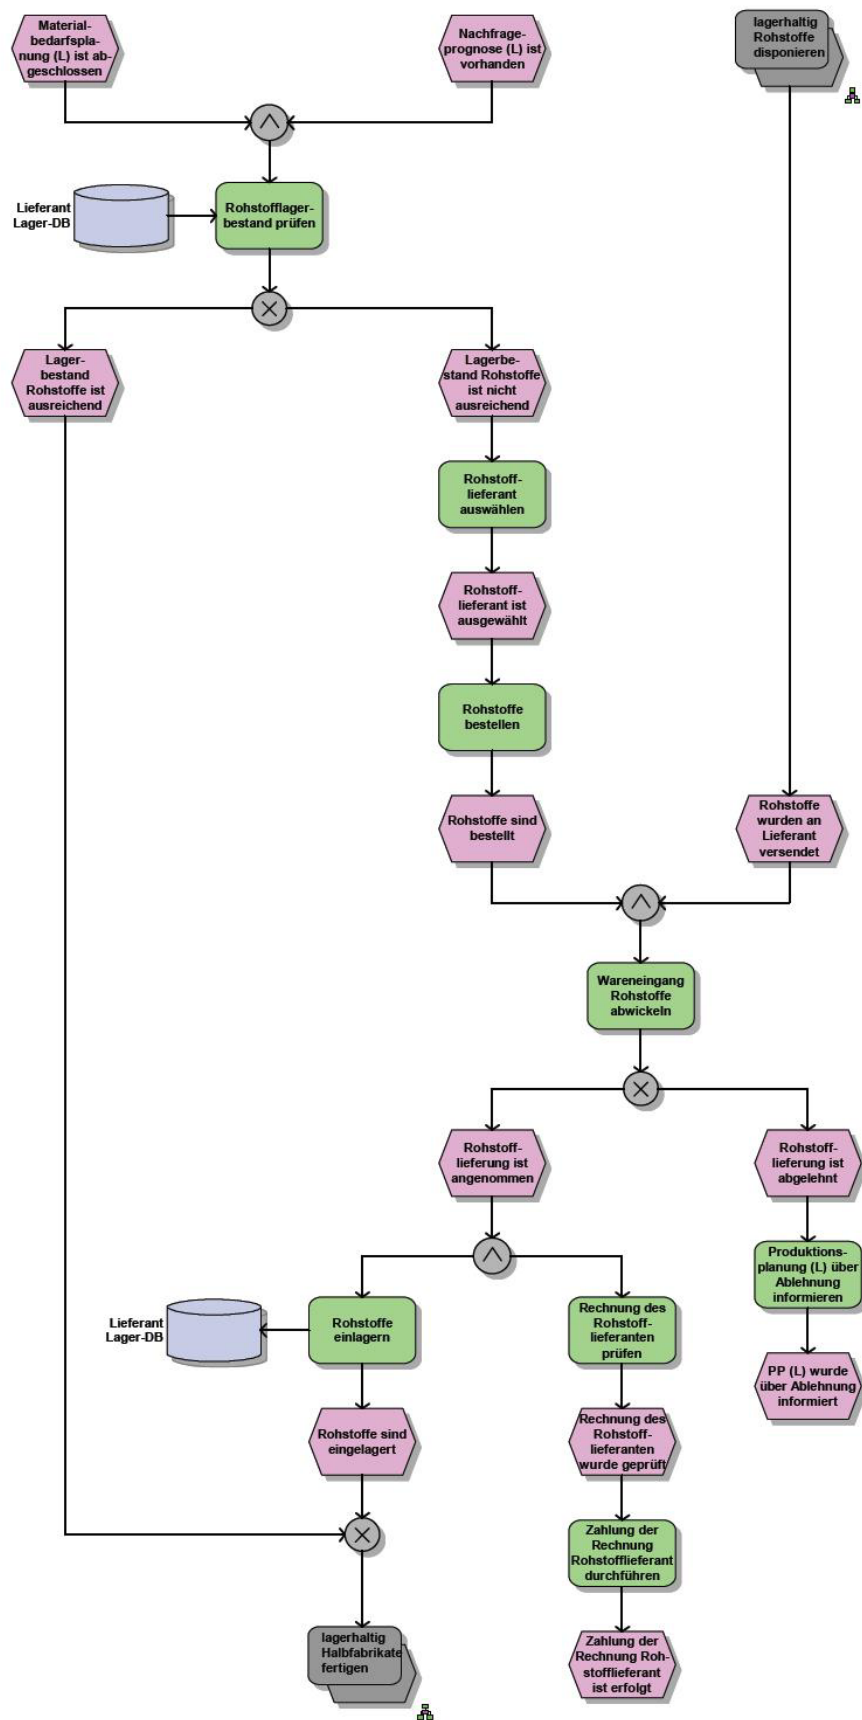 Material-
bedarfspla-
nung (L) ist ab-
geschlossen
Nachfrage-
prognose (L) ist
vorhanden
lagerhaltig
Rohstoffe
disponieren
Lieferant
Lager-DB
Rohstofflager-
bestand prüfen
Lager-
bestand
Rohstoffe ist
ausreichend
Lagerbe-
stand Rohstoffe
ist nicht
ausreichend
Rohstoff-
lieferant
auswählen
Rohstoff-
lieferant ist
ausgewählt
Rohstoffe
bestellen
Rohstoffe sind
bestellt
Rohstoffe
wurden an
Lieferant
versendet
Wareneingang
Rohstoffe
abwickeln
Rohstoff-
lieferung ist
angenommen
Rohstoff-
lieferung ist
abgelehnt
Produktions-
planung (L) über
Ablehnung
informieren
Lieferant
Lager-DB
Rohstoffe
einlagern
Rechnung des
Rohstoff-
lieferanten
prüfen
PP (L) wurde
über Ablehnung
informiert
Rohstoffe sind
eingelagert
Rechnung des
Rohstoff-
lieferanten
wurde geprüft
Zahlung der
Rechnung
Rohstofflieferant
durchführen
lagerhaltig
Halbfabrikate
fertigen
Zahlung der
Rechnung Roh-
stofflieferant
ist erfolgt